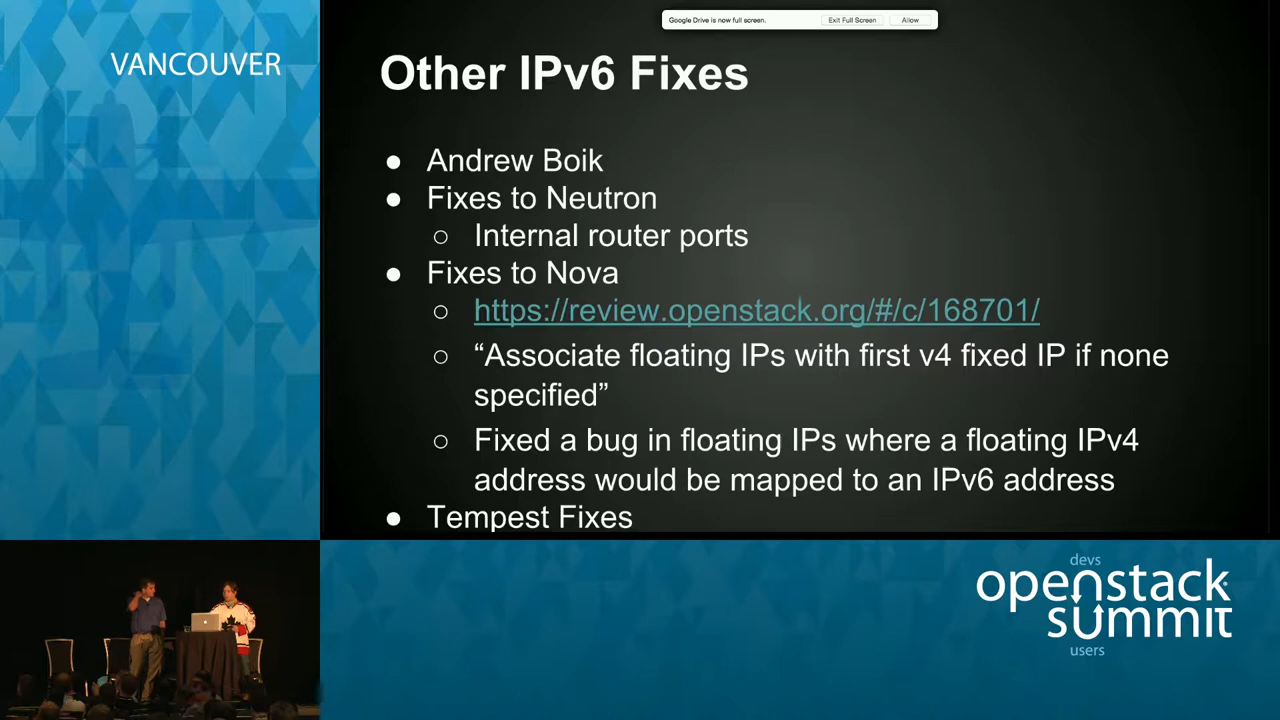 Google Drive is now full screen. Exit Full Screen Allow
VANCOUVER
Other IPv6 Fixes
● Andrew Boik
● Fixes to Neutron
○ Internal router ports
● Fixes to Nova
○ https://review.openstack.org/#/c/168701/
○ “Associate floating IPs with first v4 fixed IP if none
specified”
○ Fixed a bug in floating IPs where a floating IPv4
address would be mapped to an IPv6 address
● Tempest Fixes
devs
openstack
summit
users